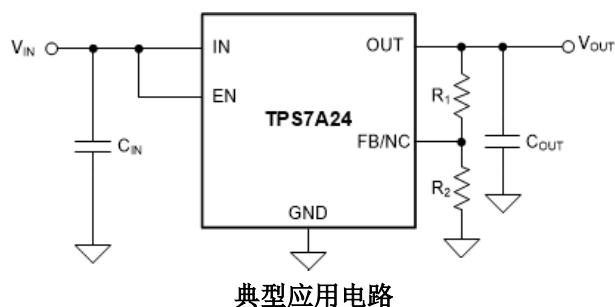 V_IN
IN
OUT
V_OUT
EN
R_1
TPS7A24
C_IN
FB/NC
C_OUT
R_2
GND
典型应用电路